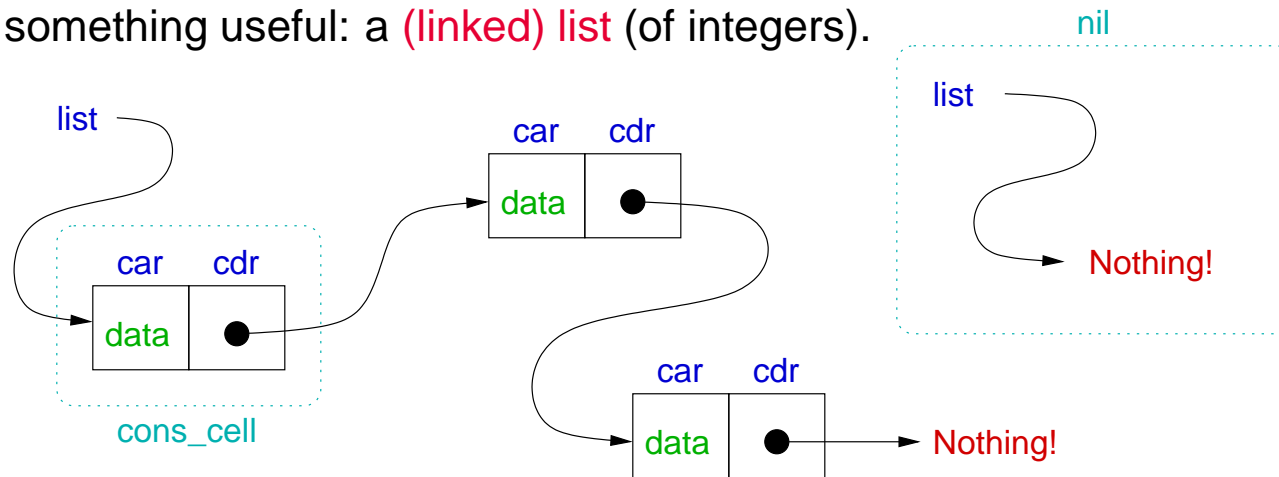 something useful: a (linked) list (of integers).
nil
list
list
car cdr
data
Nothing!
car cdr
data
cons_cell
car cdr
data
Nothing!